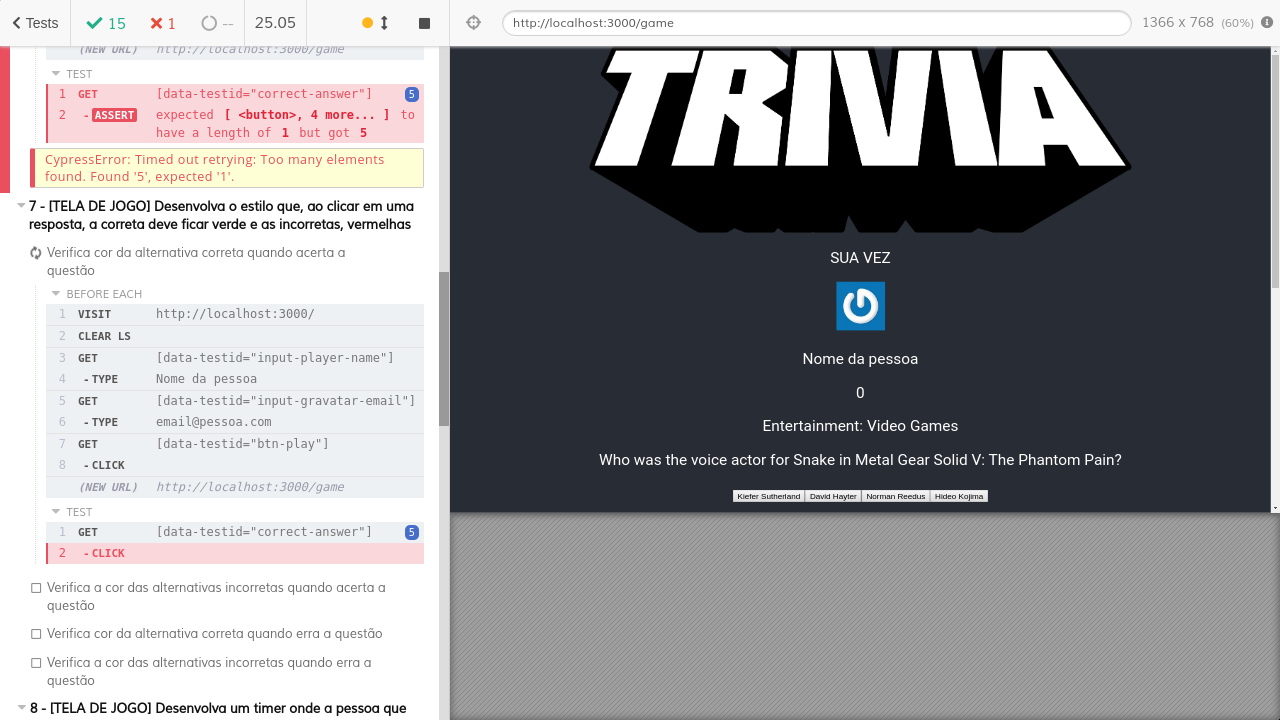 Tests
15
1
--
25.05
http://localhost:3000/game
1366 x 768 (60%)
(NEW URL) http://localhost:3000/game
TEST
1 GET [data-testid="correct-answer"] 5
2 - ASSERT expected [ <button>, 4 more... ] to
have a length of 1 but got 5
CypressError: Timed out retrying: Too many elements
found. Found '5', expected '1'.
7 - [TELA DE JOGO] Desenvolva o estilo que, ao clicar em uma
resposta, a correta deve ficar verde e as incorretas, vermelhas
Verifica cor da alternativa correta quando acerta a
questão
BEFORE EACH
1 VISIT http://localhost:3000/
2 CLEAR LS
3 GET [data-testid="input-player-name"]
4 - TYPE Nome da pessoa
5 GET [data-testid="input-gravatar-email"]
6 - TYPE email@pessoa.com
7 GET [data-testid="btn-play"]
8 - CLICK
(NEW URL) http://localhost:3000/game
TEST
1 GET [data-testid="correct-answer"] 5
2 - CLICK
Verifica a cor das alternativas incorretas quando acerta a
questão
Verifica cor da alternativa correta quando erra a questão
Verifica a cor das alternativas incorretas quando erra a
questão
8 - [TELA DE JOGO] Desenvolva um timer onde a pessoa que
TRIVIA
SUA VEZ
Nome da pessoa
0
Entertainment: Video Games
Who was the voice actor for Snake in Metal Gear Solid V: The Phantom Pain?
Kiefer Sutherland David Hayter Norman Reedus Hideo Kojima